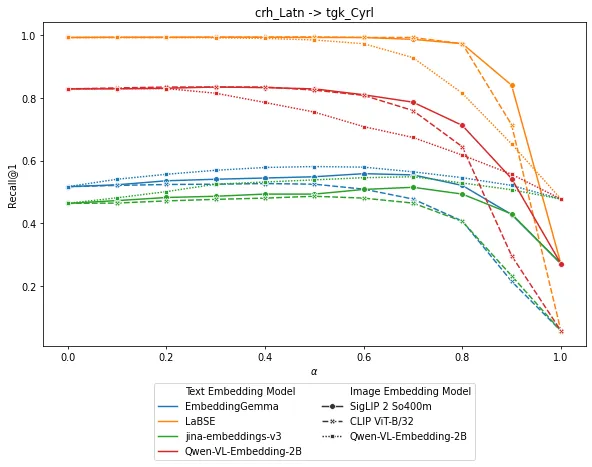 crh_Latn -> tgk_Cyrl
1.0
0.8
0.6
0.4
0.2
Recall@1
0.0 0.2 0.4 0.6 0.8 1.0
α
Text Embedding Model Image Embedding Model
EmbeddingGemma SigLIP 2 So400m
LaBSE CLIP ViT-B/32
jina-embeddings-v3 Qwen-VL-Embedding-2B
Qwen-VL-Embedding-2B